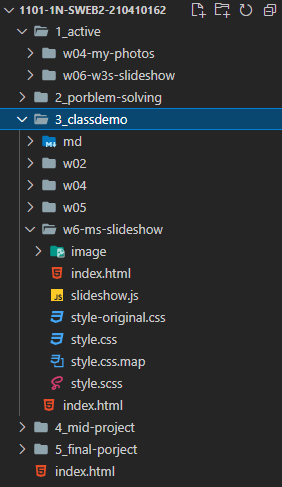 1101-1N-SWEB2-210410162
1_active
w04-my-photos
w06-w3s-slideshow
2_porblem-solving
3_classdemo
md
w02
w04
w05
w6-ms-slideshow
image
index.html
slideshow.js
style-original.css
style.css
style.css.map
style.scss
index.html
4_mid-project
5_final-porject
index.html